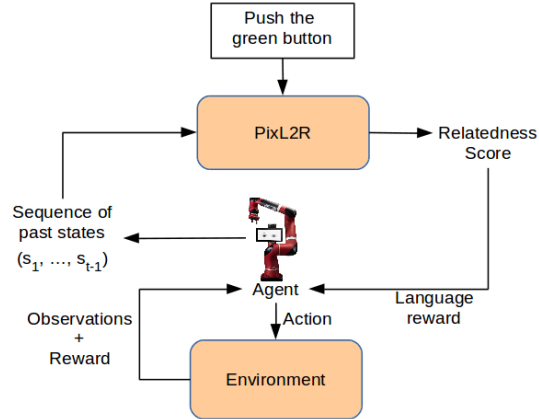 Push the
green button
PixL2R
Relatedness
Score
Sequence of
past states
(s1, ..., st-1)
Agent
Language
reward
Action
Observations
+
Reward
Environment